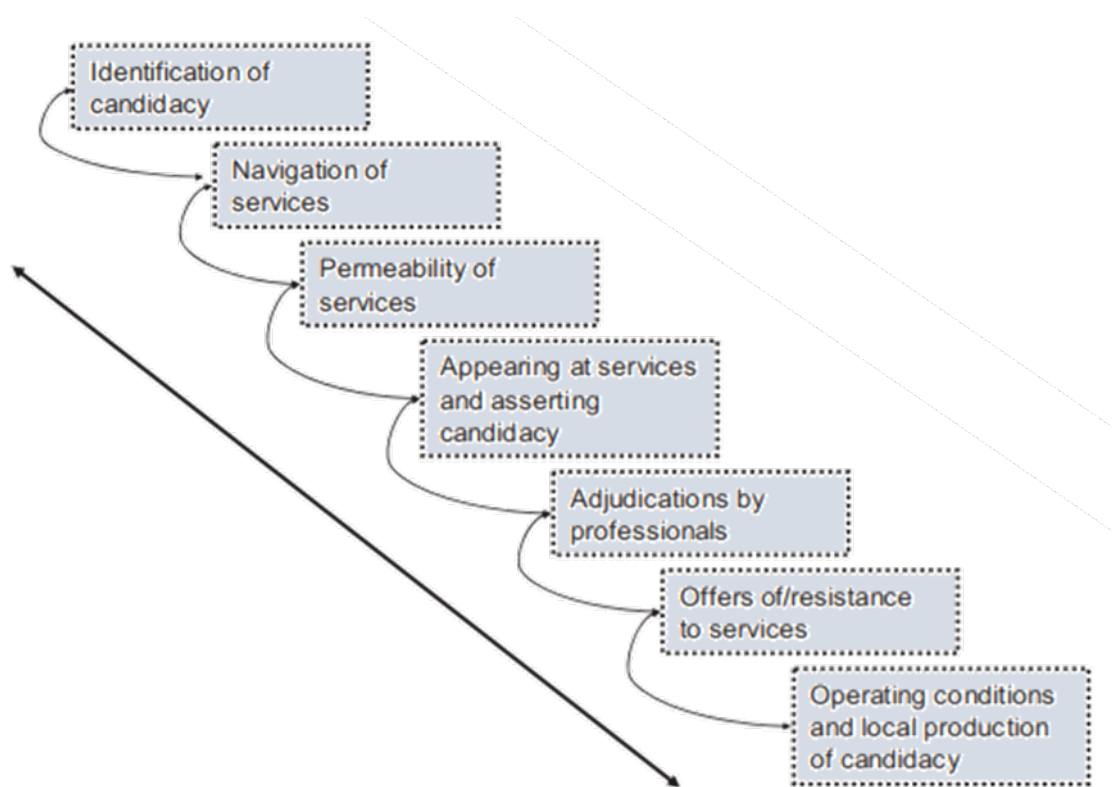 Identification of
candidacy
Navigation of
services
Permeability of
services
Appearing at services
and asserting
candidacy
Adjudications by
professionals
Offers of/resistance
to services
Operating conditions
and local production
of candidacy